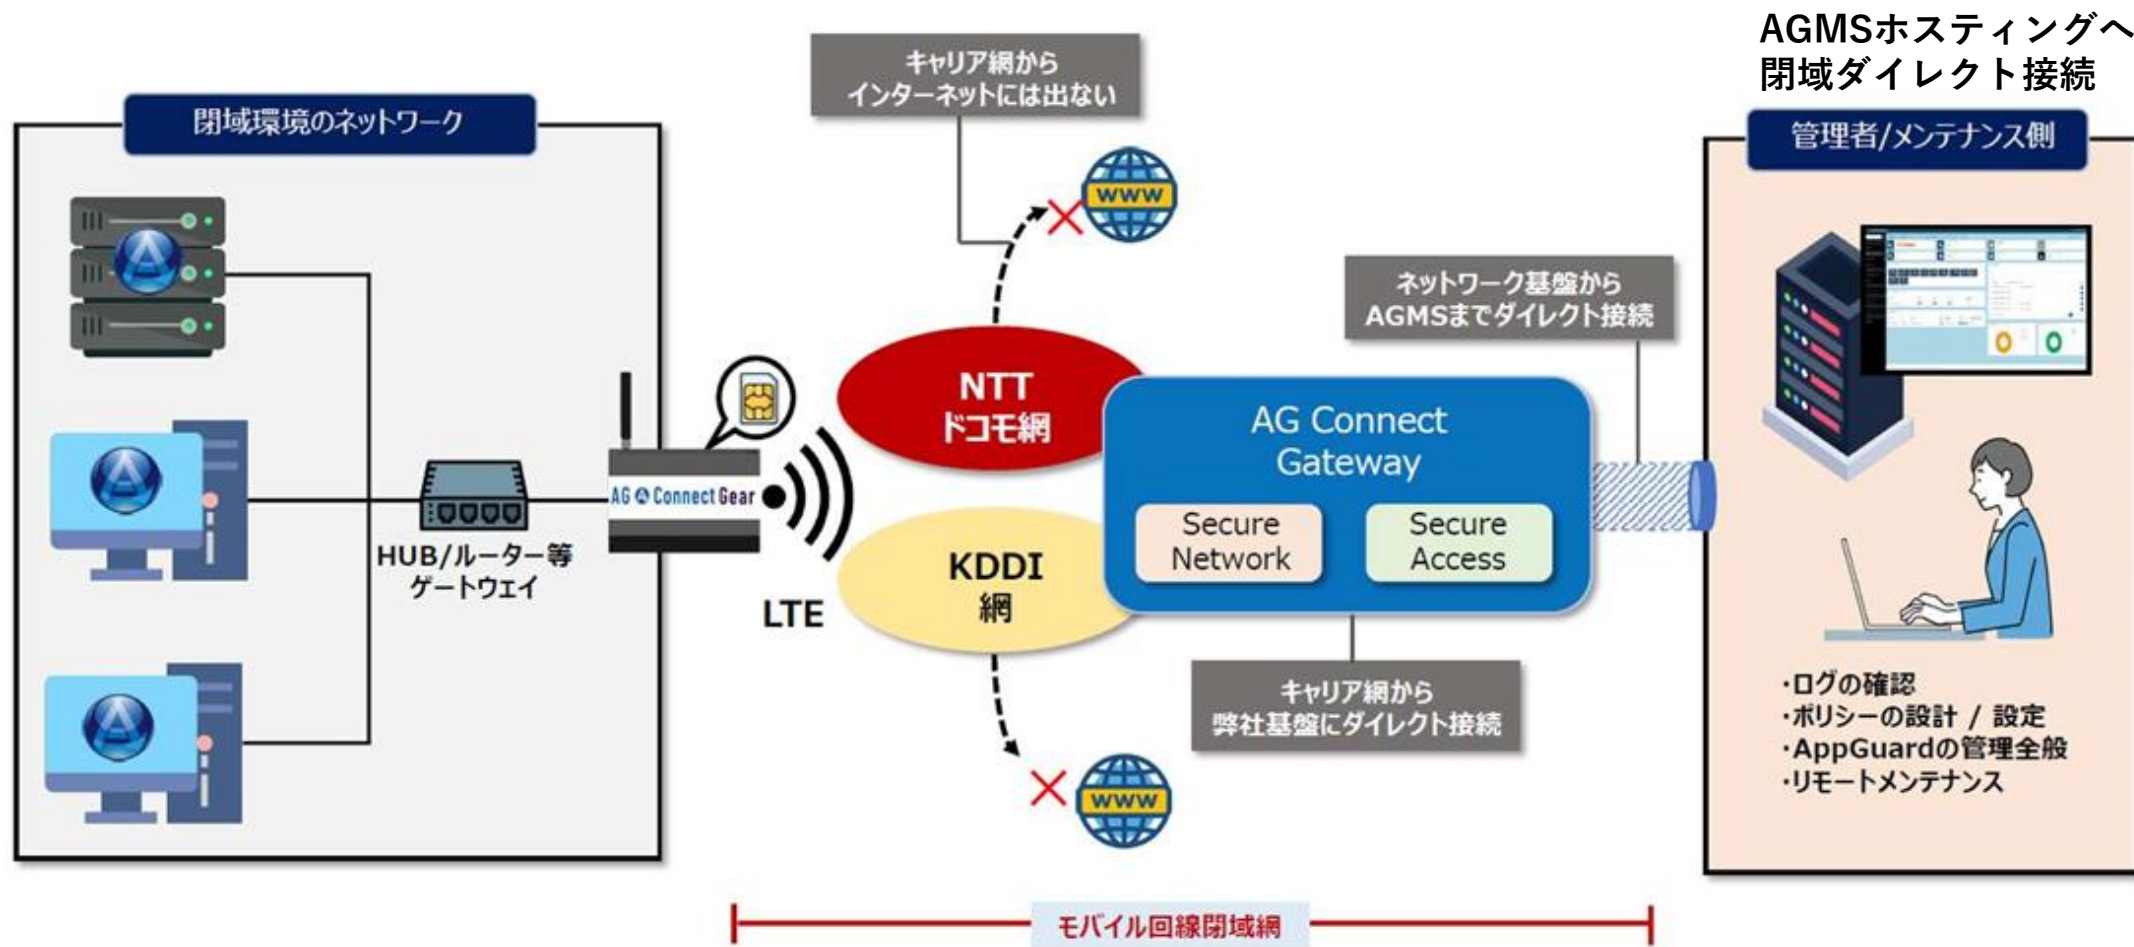 AGMSホスティングへ
閉域ダイレクト接続
キャリア網から
インターネットには出ない
閉域環境のネットワーク
管理者/メンテナンス側
WWW
ネットワーク基盤から
AGMSまでダイレクト接続
NTT
ドコモ網
AG Connect
Gateway
AG Connect Gear
Secure
Network
Secure
Access
HUB/ルーター等
ゲートウェイ
KDDI
網
LTE
キャリア網から
弊社基盤にダイレクト接続
・ログの確認
・ポリシーの設計 / 設定
・AppGuardの管理全般
・リモートメンテナンス
WWW
モバイル回線閉域網